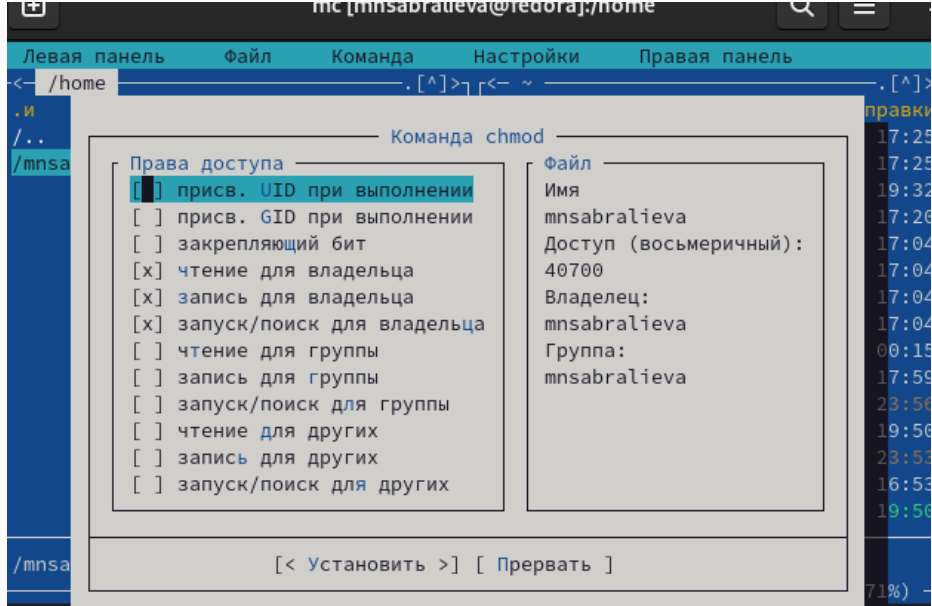 mc [mnsabralieva@fedora]:/home
Левая панель Файл Команда Настройки Правая панель
<— /home .[^]> <— ~ .[^]>
.и правки
/.. 17:25
/mnsa 17:25
Команда chmod
Права доступа
[ ] присв. UID при выполнении
[ ] присв. GID при выполнении
[ ] закрепляющий бит
[x] чтение для владельца
[x] запись для владельца
[x] запуск/поиск для владельца
[ ] чтение для группы
[ ] запись для группы
[ ] запуск/поиск для группы
[ ] чтение для других
[ ] запись для других
[ ] запуск/поиск для других
Файл
Имя
mnsabralieva
Доступ (восьмеричный):
40700
Владелец:
mnsabralieva
Группа:
mnsabralieva
19:32
17:20
17:04
17:04
17:04
17:04
00:15
17:59
23:56
19:50
23:53
16:53
19:50
[< Установить >] [ Прервать ]
/mnsa
71%)